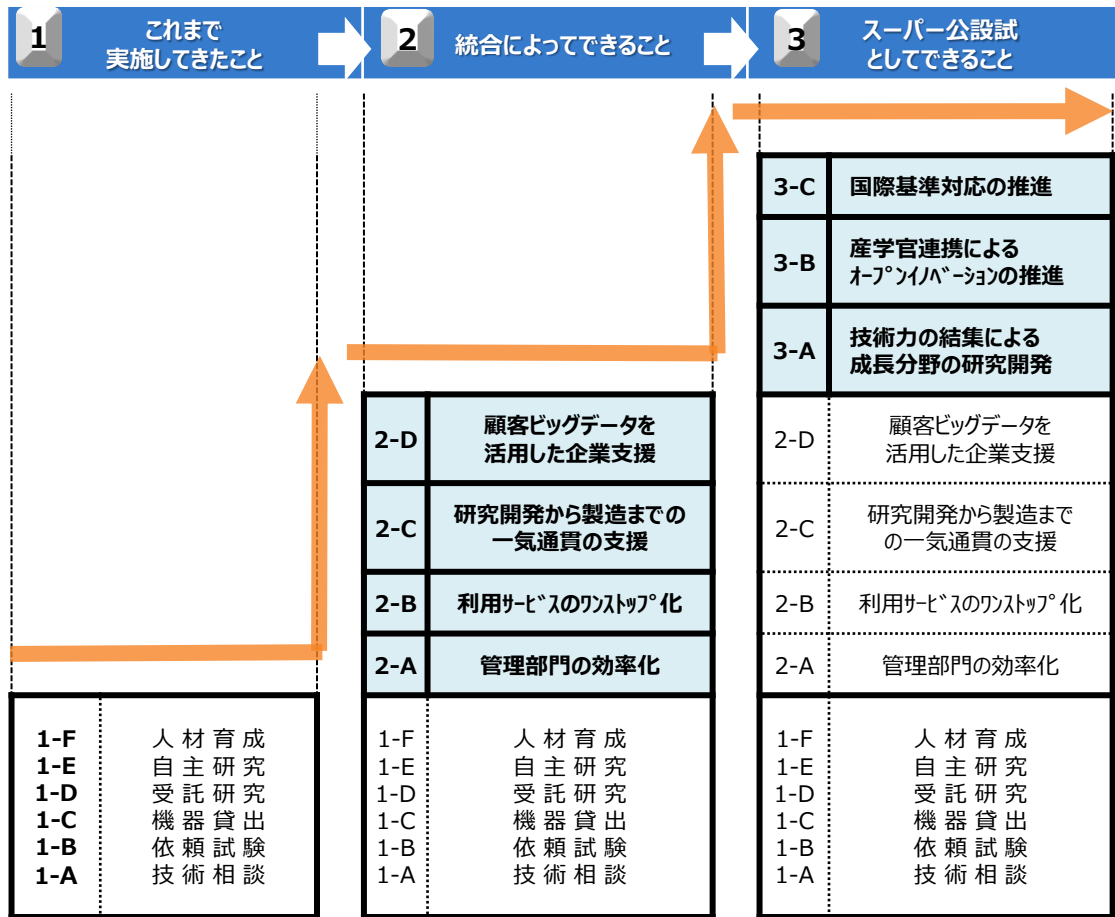 1 これまで
実施してきたこと
2 統合によってできること
3 スーパー公設試
としてできること
1-F 人材育成
1-E 自主研究
1-D 受託研究
1-C 機器貸出
1-B 依頼試験
1-A 技術相談
2-D 顧客ビッグデータを
活用した企業支援
2-C 研究開発から製造までの
一気通貫の支援
2-B 利用ｻｰﾋﾞｽのﾜﾝｽﾄｯﾌﾟ化
2-A 管理部門の効率化
1-F 人材育成
1-E 自主研究
1-D 受託研究
1-C 機器貸出
1-B 依頼試験
1-A 技術相談
3-C 国際基準対応の推進
3-B 産学官連携による
ｵｰﾌﾟﾝｲﾉﾍﾞｰｼｮﾝの推進
3-A 技術力の結集による
成長分野の研究開発
2-D 顧客ビッグデータを
活用した企業支援
2-C 研究開発から製造まで
の一気通貫の支援
2-B 利用ｻｰﾋﾞｽのﾜﾝｽﾄｯﾌﾟ化
2-A 管理部門の効率化
1-F 人材育成
1-E 自主研究
1-D 受託研究
1-C 機器貸出
1-B 依頼試験
1-A 技術相談